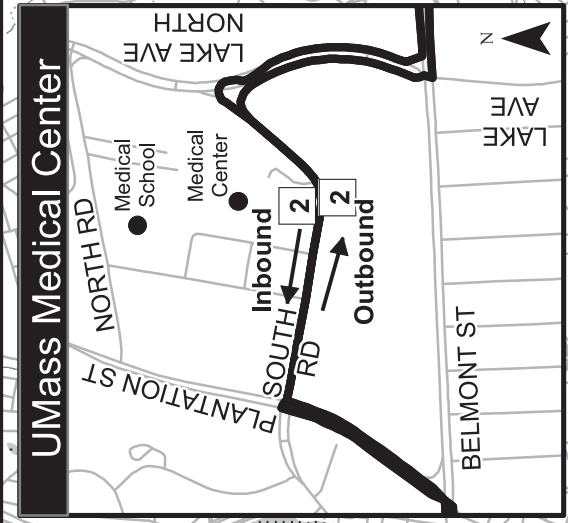 UMass Medical Center
LAKE AVE
NORTH
NORTH RD
Medical
School
Medical
Center
LAKE
AVE
N
2
2
Inbound
Outbound
SOUTH
RD
PLANTATION ST
BELMONT ST